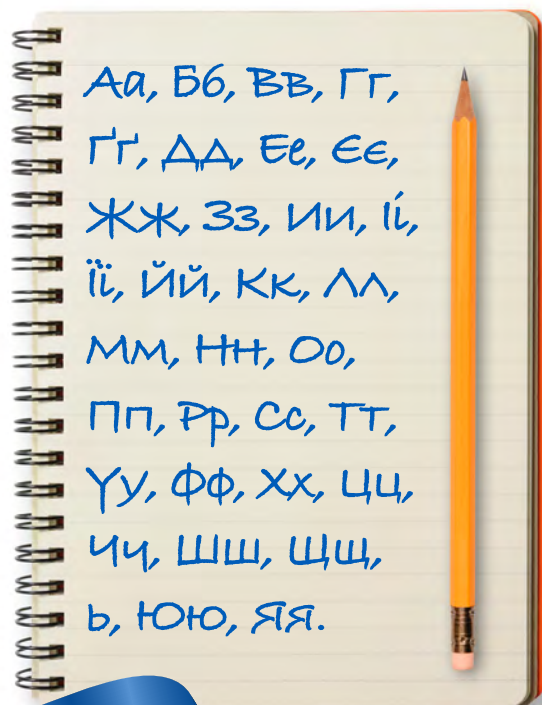 Аа, Бб, Вв, Гг,
Ґґ, Дд, Ее, Єє,
Жж, Зз, Ии, Іі,
Її, Йй, Кк, Лл,
Мм, Нн, Оо,
Пп, Рр, Сс, Тт,
Уу, Фф, Хх, Цц,
Чч, Шш, Щщ,
ь, Юю, Яя.